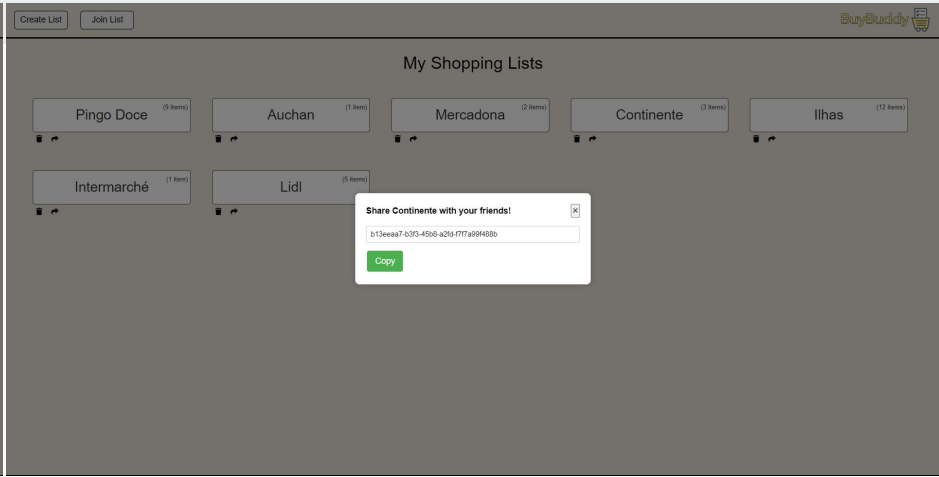 Create List
Join List
BuyBuddy
My Shopping Lists
Pingo Doce (9 Items)
Auchan (1 Item)
Mercadona (2 Items)
Continente (3 Items)
Ilhas (12 Items)
Intermarché (1 Item)
Lidl (5 Items)
Share Continente with your friends!
×
b13eeaa7-b3f3-45b8-a2fd-f7f7a99f488b
Copy